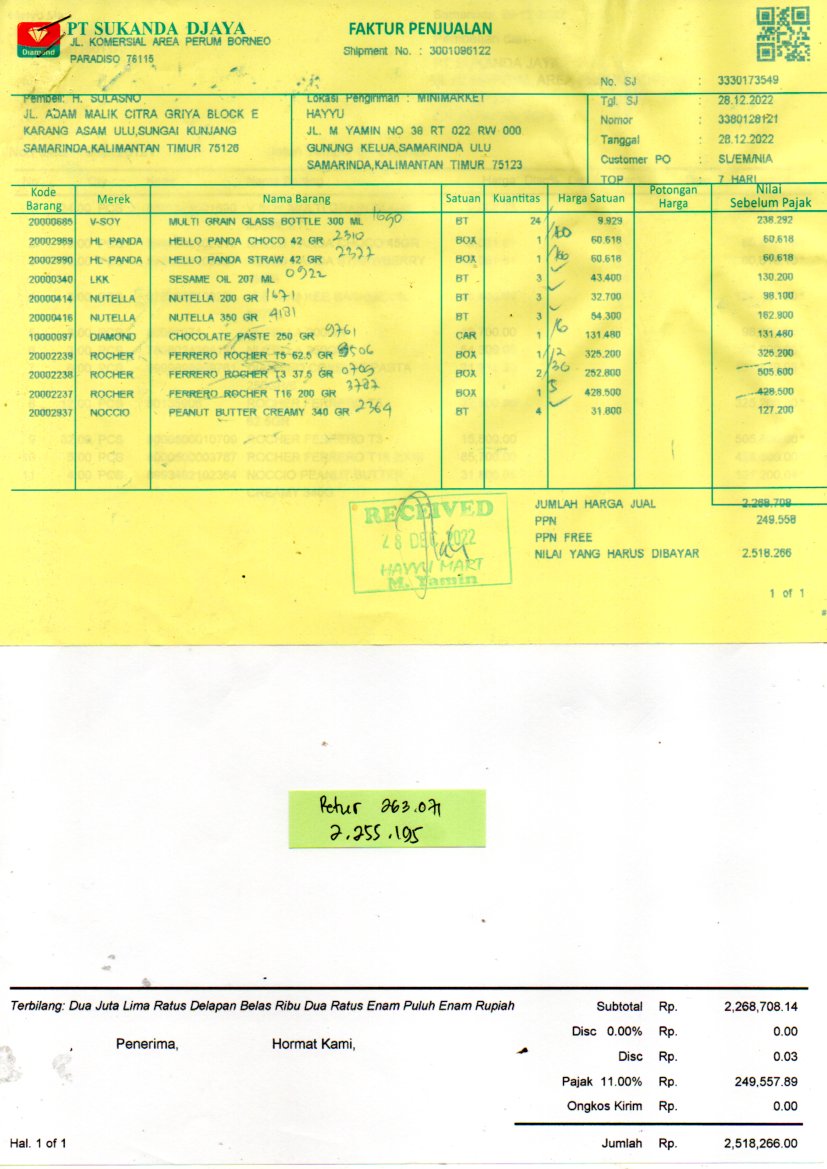 PT SUKANDA DJAYA
Diamond
JL. KOMERSIAL AREA PERUM BORNEO
PARADISO 76115
FAKTUR PENJUALAN
Shipment No. : 3001096122
No. SJ : 3330173549
Tgl. SJ : 28.12.2022
Nomor : 3380128121
Tanggal : 28.12.2022
Customer PO : SL/EM/NIA
TOP : 7 HARI
Pembeli: H. SULASNO
JL. ADAM MALIK CITRA GRIYA BLOCK E
KARANG ASAM ULU,SUNGAI KUNJANG
SAMARINDA,KALIMANTAN TIMUR 75126
Lokasi Pengiriman : MINIMARKET
HAYYU
JL. M YAMIN NO 38 RT 022 RW 000
GUNUNG KELUA,SAMARINDA ULU
SAMARINDA,KALIMANTAN TIMUR 75123
Kode Barang Merek Nama Barang Satuan Kuantitas Harga Satuan Potongan Harga Nilai Sebelum Pajak
20000685 V-SOY MULTI GRAIN GLASS BOTTLE 300 ML 1690 BT 24 9.929 238.292
20002989 HL PANDA HELLO PANDA CHOCO 42 GR 2310 BOX 1 60.618 60.618
20002990 HL PANDA HELLO PANDA STRAW 42 GR 2327 BOX 1 60.618 60.618
20000340 LKK SESAME OIL 207 ML 0922 BT 3 43.400 130.200
20000414 NUTELLA NUTELLA 200 GR 1671 BT 3 32.700 98.100
20000416 NUTELLA NUTELLA 350 GR 4131 BT 3 54.300 162.900
10000097 DIAMOND CHOCOLATE PASTE 250 GR 9761 CAR 1 131.480 131.480
20002239 ROCHER FERRERO ROCHER T5 62.5 GR 9506 BOX 1 /12 325.200 325.200
20002238 ROCHER FERRERO ROCHER T3 37.5 GR 0709 BOX 2 252.800 505.600
20002237 ROCHER FERRERO ROCHER T16 200 GR 3787 BOX 1 5 428.500 428.500
20002937 NOCCIO PEANUT BUTTER CREAMY 340 GR 2364 BT 4 31.800 127.200
JUMLAH HARGA JUAL 2.268.708
PPN 249.558
PPN FREE
NILAI YANG HARUS DIBAYAR 2.518.266
RECEIVED
28 DEC 2022
HAYYU MART
M. Yamin
1 of 1
Retur 263.071
2.255.195
Terbilang: Dua Juta Lima Ratus Delapan Belas Ribu Dua Ratus Enam Puluh Enam Rupiah
Subtotal Rp. 2,268,708.14
Disc 0.00% Rp. 0.00
Disc Rp. 0.03
Pajak 11.00% Rp. 249,557.89
Ongkos Kirim Rp. 0.00
Penerima, Hormat Kami,
Hal. 1 of 1
Jumlah Rp. 2,518,266.00